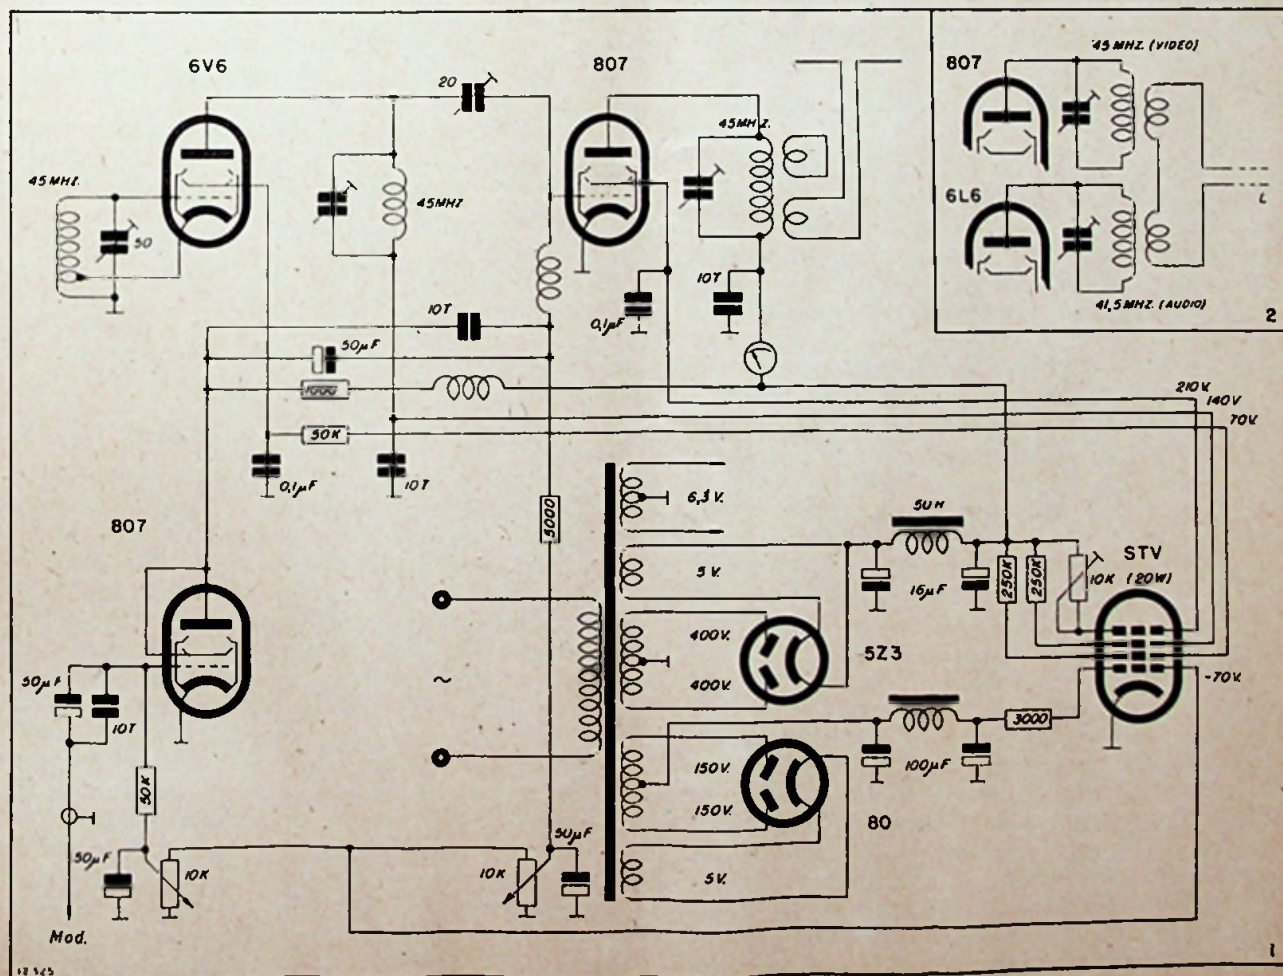 6V6
807
20
45MHZ.
50
45MHZ
45MHZ.
10T
50µF
1000
50K
0,1µF
10T
0,1µF
10T
807
45 MHZ. (VIDEO)
6L6
41,5 MHZ. (AUDIO)
L
2
210V.
140V.
70V.
807
5000
6,3V.
5V.
400V.
400V.
5Z3
150V.
150V.
80
5V.
50H
16µF
250K
250K
10K (20W)
STV
-70V.
3000
100µF
50µF
10T
50K
50µF
10K
10K
50µF
~
Mod.
1